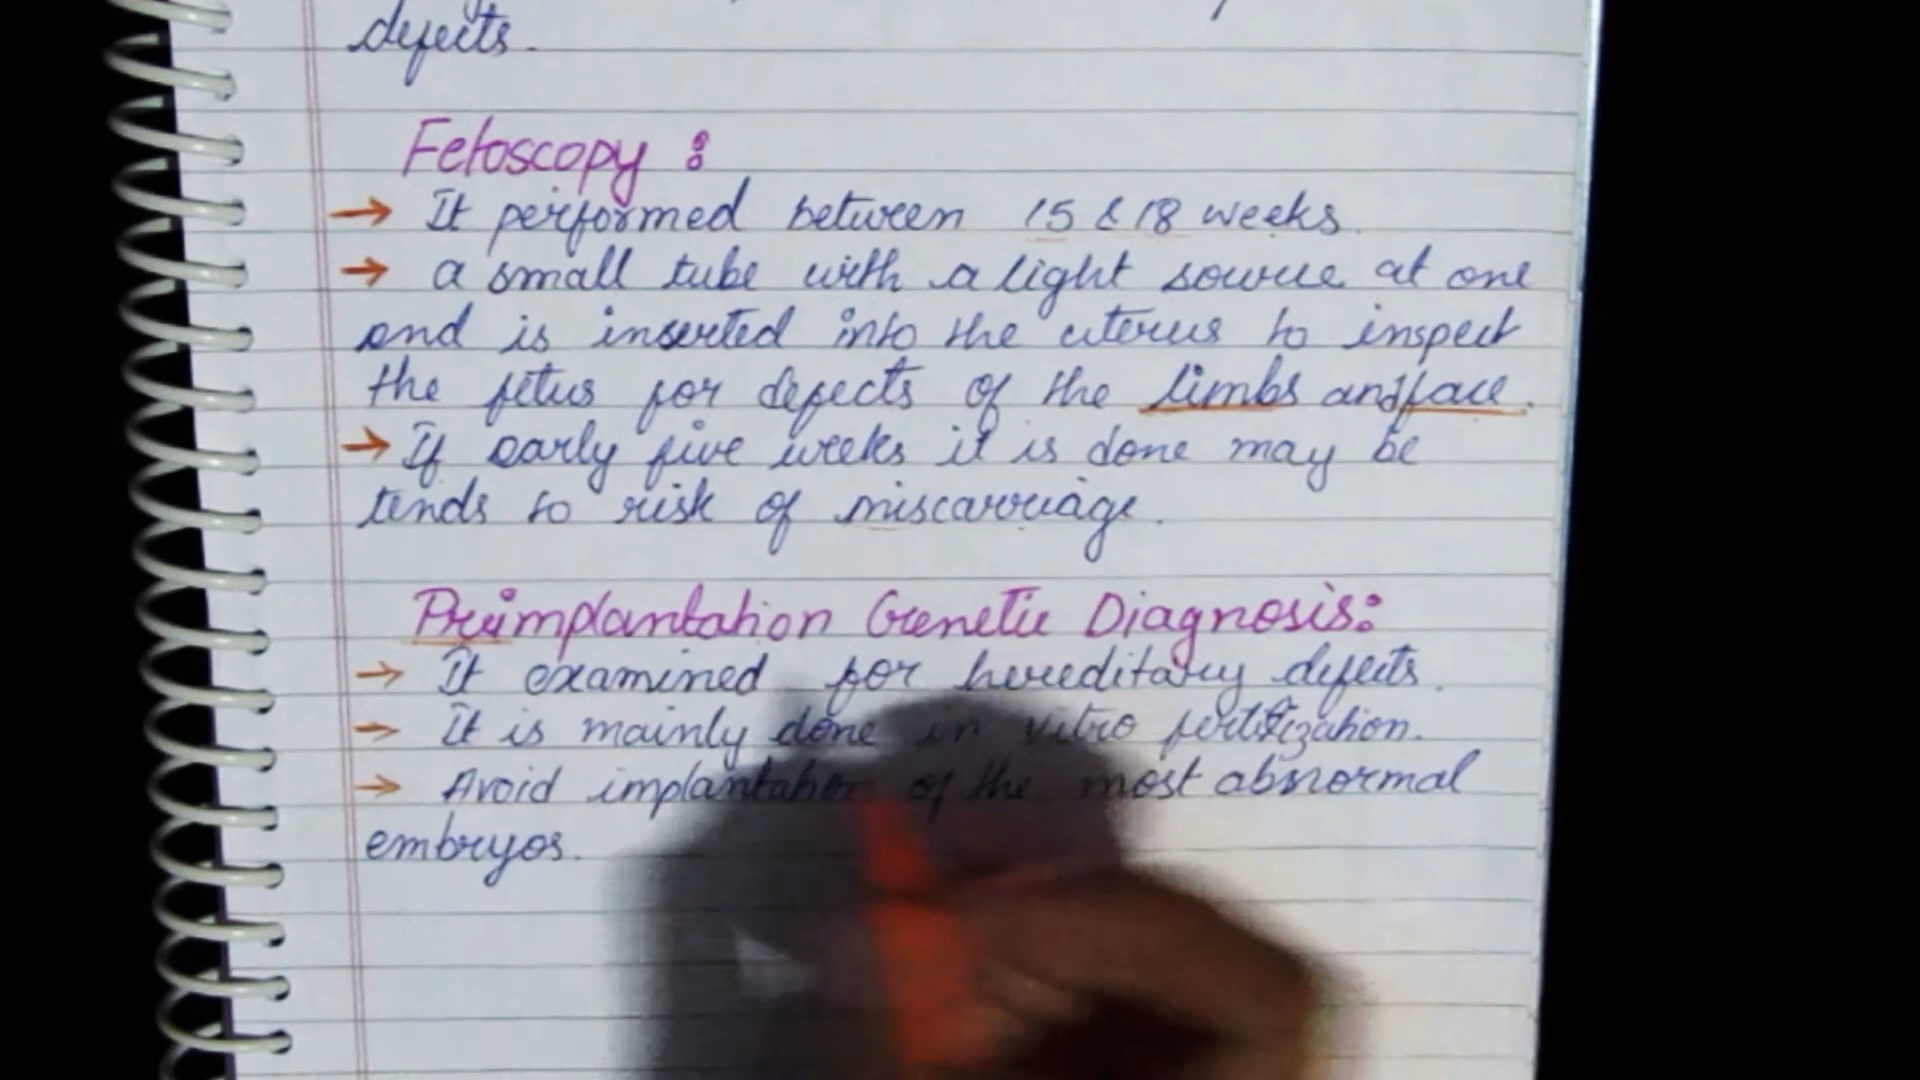 defects.
Fetoscopy :
→ It performed between 15 & 18 weeks.
→ a small tube with a light source at one
end is inserted into the uterus to inspect
the fetus for defects of the limbs and face.
→ If early five weeks it is done may be
tends to risk of miscarriage.
Preimplantation Genetic Diagnosis:
→ It examined for hereditary defects.
→ It is mainly done in vitro fertilization.
→ Avoid implantation of the most abnormal
embryos.